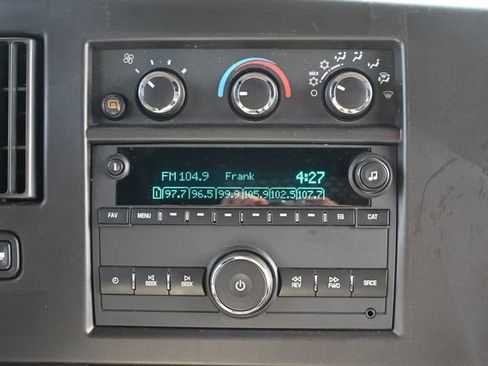 MAX
FM 104.9 Frank 4:27
1 97.7 96.5 99.9 105.9 102.5 107.7
FAV MENU EQ CAT
SEEK SEEK REV FWD SRCE